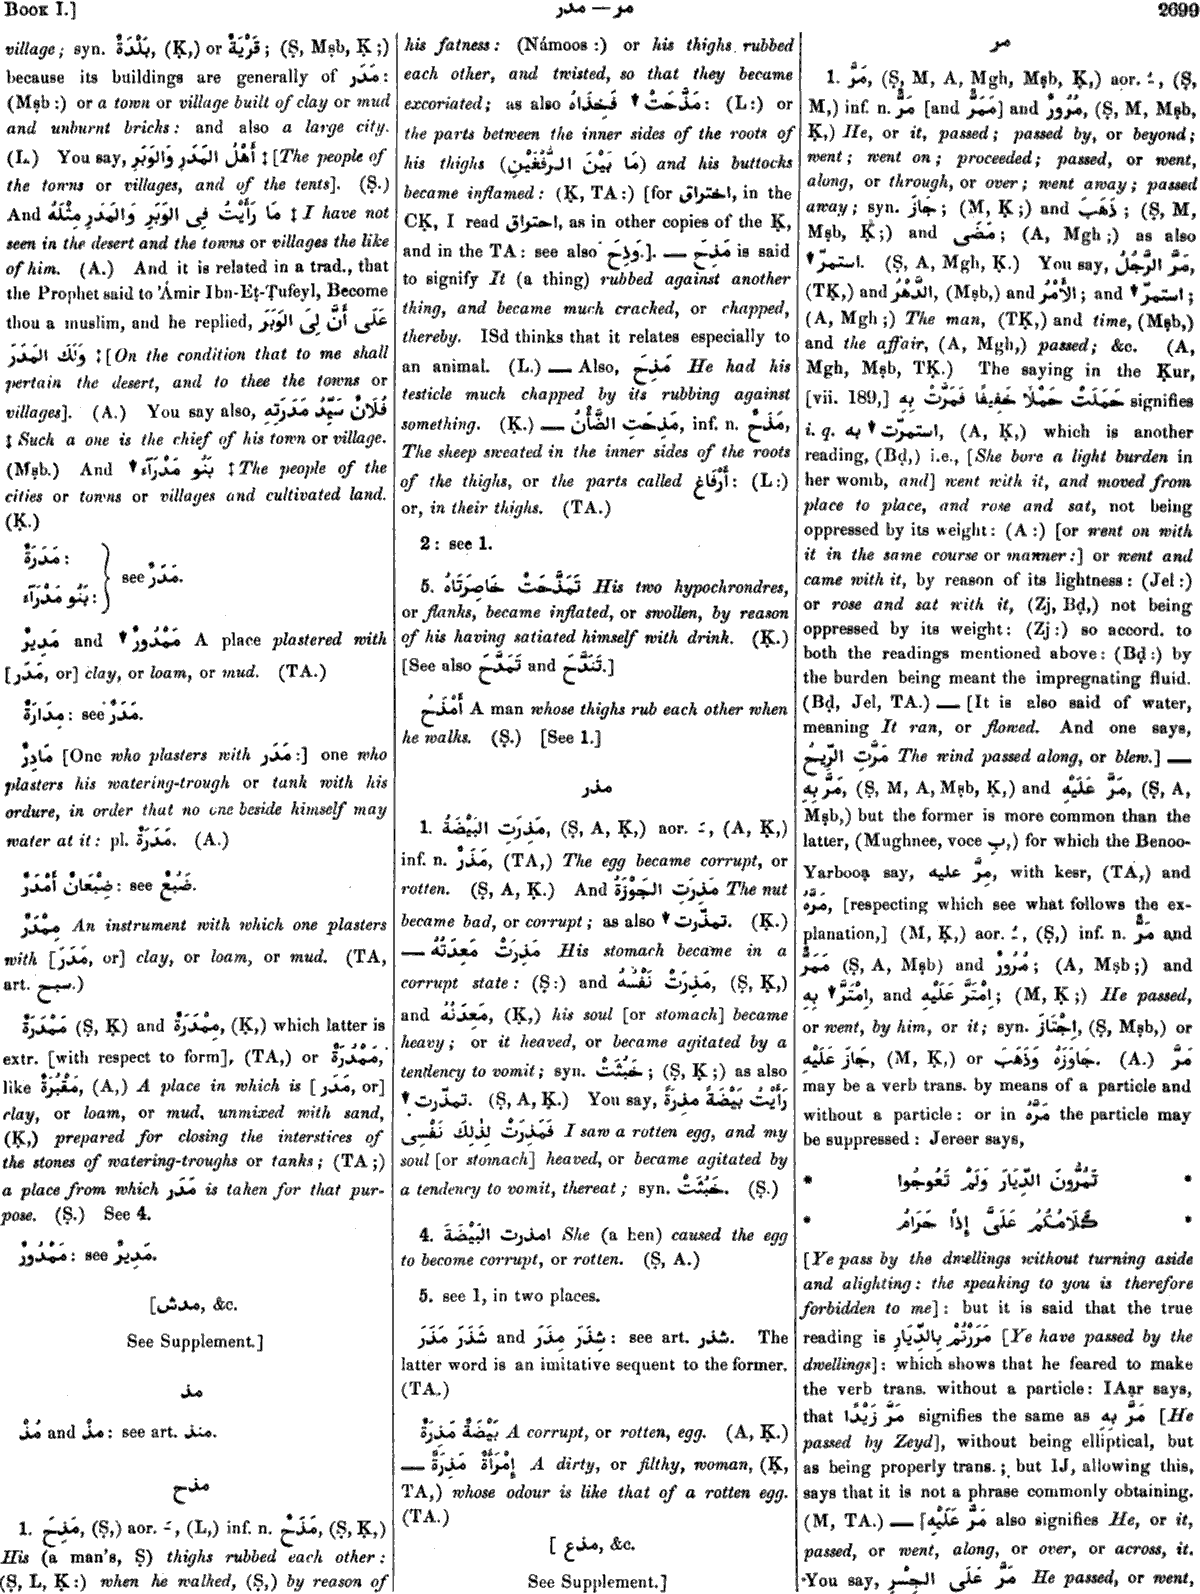 BOOK I.]
مدر — مر
2699
village; syn. بَلْدَةٌ, (Ḳ,) or قَرْيَةٌ; (Ṣ, Mṣb, Ḳ;)
because its buildings are generally of مَدَر:
(Mṣb:) or a town or village built of clay or mud
and unburnt bricks: and also a large city.
(L.) You say, أَهْلُ المَدَرِ وَالوَبَرِ ‡ [The people of
the towns or villages, and of the tents]. (Ṣ.)
And مَا رَأَيْتُ فِى الوَبَرِ وَالمَدَرِ مِثْلَهُ ‡ I have not
seen in the desert and the towns or villages the like
of him. (A.) And it is related in a trad., that
the Prophet said to 'Ámir Ibn-Eṭ-Ṭufeyl, Become
thou a muslim, and he replied, عَلَى أَنَّ لِىَ الوَبَرَ
وَلَكَ المَدَرَ ‡ [On the condition that to me shall
pertain the desert, and to thee the towns or
villages]. (A.) You say also, فُلَانٌ سَيِّدُ مَدَرَتِهِ
‡ Such a one is the chief of his town or village.
(Mṣb.) And بَنُو مَدْرَآءَ ▼ ‡ The people of the
cities or towns or villages and cultivated land.
(Ḳ.)
مَدَرَةٌ:
see مَدَرٌ.
بَنُو مَدْرَآءَ:
مَدِيرٌ and مَمْدُورٌ ▼ A place plastered with
[مَدَر, or] clay, or loam, or mud. (TA.)
مَدَارَةٌ: see مَدَرٌ.
مَادِرٌ [One who plasters with مَدَر:] one who
plasters his watering-trough or tank with his
ordure, in order that no one beside himself may
water at it: pl. مَدَرَةٌ. (A.)
ضِبْعَانٌ أَمْدَرُ: see ضَبُعٌ.
مِمْدَرٌ An instrument with which one plasters
with [مَدَر, or] clay, or loam, or mud. (TA,
art. سبح.)
مَمْدَرَةٌ (Ṣ, Ḳ) and مِمْدَرَةٌ, (Ḳ,) which latter is
extr. [with respect to form], (TA,) or مَمْدُرَةٌ,
like مَقْبُرَةٌ, (A,) A place in which is [مَدَر, or]
clay, or loam, or mud, unmixed with sand,
(Ḳ,) prepared for closing the interstices of
the stones of watering-troughs or tanks; (TA;)
a place from which مَدَر is taken for that pur-
pose. (Ṣ.) See 4.
مَمْدُورٌ: see مَدِيرٌ.
[مدش, &c.
See Supplement.]
مذ
مُذْ and مذُ: see art. منذ.
مذح
1. مَذِحَ, (Ṣ,) aor. ـَ, (L,) inf. n. مَذَحٌ, (Ṣ, Ḳ,)
His (a man's, Ṣ) thighs rubbed each other:
(Ṣ, L, Ḳ:) when he walked, (Ṣ,) by reason of
his fatness: (Námoos:) or his thighs rubbed
each other, and twisted, so that they became
excoriated; as also مَذَّحَتْ ▼ فَخِذَاهُ: (L:) or
the parts between the inner sides of the roots of
his thighs (مَا بَيْنَ الرُّفْغَيْنِ) and his buttocks
became inflamed: (Ḳ, TA:) [for اختراق, in the
CḲ, I read احتراق, as in other copies of the Ḳ,
and in the TA: see also وَذِحَ.]. — مَذِحَ is said
to signify It (a thing) rubbed against another
thing, and became much cracked, or chapped,
thereby. ISd thinks that it relates especially to
an animal. (L.) — Also, مَذِحَ He had his
testicle much chapped by its rubbing against
something. (Ḳ.) — مَذِحَتِ الضَّأْنُ, inf. n. مَذَحٌ,
The sheep sweated in the inner sides of the roots
of the thighs, or the parts called أَرْفَاغ: (L:)
or, in their thighs. (TA.)
2: see 1.
5. تَمَذَّحَتْ خَاصِرَتَاهُ His two hypochrondres,
or flanks, became inflated, or swollen, by reason
of his having satiated himself with drink. (Ḳ.)
[See also تَمَدَّحَ and تَنَدَّحَ.]
أَمْذَحُ A man whose thighs rub each other when
he walks. (Ṣ.) [See 1.]
مذر
1. مَذِرَتِ البَيْضَةُ, (Ṣ, A, Ḳ,) aor. ـَ, (A, Ḳ,)
inf. n. مَذَرٌ, (TA,) The egg became corrupt, or
rotten. (Ṣ, A, Ḳ.) And مَذِرَتِ الجَوْزَةُ The nut
became bad, or corrupt; as also تمذّرت ▼. (Ḳ.)
— مَذِرَتْ مَعِدَتُهُ His stomach became in a
corrupt state: (Ṣ:) and مَذِرَتْ نَفْسُهُ, (Ṣ, Ḳ,)
and مَعِدَتُهُ, (Ḳ,) his soul [or stomach] became
heavy; or it heaved, or became agitated by a
tendency to vomit; syn. خَبُثَتْ; (Ṣ, Ḳ;) as also
تمذّرت ▼. (Ṣ, A, Ḳ.) You say, رَأَيْتُ بَيْضَةً مذرَةً
فَمَذِرَتْ لِذٰلِكَ نَفْسِى I saw a rotten egg, and my
soul [or stomach] heaved, or became agitated by
a tendency to vomit, thereat; syn. خَبُثَتْ. (Ṣ.)
4. امذرت البَيْضَةَ She (a hen) caused the egg
to become corrupt, or rotten. (Ṣ, A.)
5. see 1, in two places.
شَذَرَ مَذَرَ and شِذَرَ مِذَرَ: see art. شذر. The
latter word is an imitative sequent to the former.
(TA.)
بَيْضَةٌ مَذِرَةٌ A corrupt, or rotten, egg. (A, Ḳ.)
— إِمْرَأَةٌ مَذِرَةٌ A dirty, or filthy, woman, (Ḳ,
TA,) whose odour is like that of a rotten egg.
(TA.)
[مذع, &c.
See Supplement.]
مر
1. مَرَّ, (Ṣ, M, A, Mgh, Mṣb, Ḳ,) aor. ـُ, (Ṣ,
M,) inf. n. مَرٌّ [and مَمَرٌّ] and مُرُورٌ, (Ṣ, M, Mṣb,
Ḳ,) He, or it, passed; passed by, or beyond;
went; went on; proceeded; passed, or went,
along, or through, or over; went away; passed
away; syn. جَازَ; (M, Ḳ;) and ذَهَبَ; (Ṣ, M,
Mṣb, Ḳ;) and مَضَى; (A, Mgh;) as also
استمرّ ▼. (Ṣ, A, Mgh, Ḳ.) You say, مَرَّ الرَّجُلُ,
(TḲ,) and الدَّهْرُ, (Mṣb,) and الأَمْرُ; and استمرّ ▼;
(A, Mgh;) The man, (TḲ,) and time, (Mṣb,)
and the affair, (A, Mgh,) passed; &c. (A,
Mgh, Mṣb, TḲ.) The saying in the Ḳur,
[vii. 189,] حَمَلَتْ حَمْلًا خَفِيفًا فَمَرَّتْ بِهِ signifies
i. q. استمرّت ▼ به, (A, Ḳ,) which is another
reading, (Bḍ,) i.e., [She bore a light burden in
her womb, and] went with it, and moved from
place to place, and rose and sat, not being
oppressed by its weight: (A:) [or went on with
it in the same course or manner:] or went and
came with it, by reason of its lightness: (Jel:)
or rose and sat with it, (Zj, Bḍ,) not being
oppressed by its weight: (Zj:) so accord. to
both the readings mentioned above: (Bḍ:) by
the burden being meant the impregnating fluid.
(Bḍ, Jel, TA.) — [It is also said of water,
meaning It ran, or flowed. And one says,
مَرَّتِ الرِّيحُ The wind passed along, or blew.] —
مَرَّ بِهِ, (Ṣ, M, A, Mṣb, Ḳ,) and مَرَّ عَلَيْهِ, (Ṣ, A,
Mṣb,) but the former is more common than the
latter, (Mughnee, voce ب,) for which the Benoo-
Yarbooạ say, مِرَّ عليه, with kesr, (TA,) and
مَرَّهُ, [respecting which see what follows the ex-
planation,] (M, Ḳ,) aor. ـُ, (Ṣ,) inf. n. مَرٌّ and
مَمَرٌّ (Ṣ, A, Mṣb) and مُرُورٌ; (A, Mṣb;) and
امْتَرَّ ▼ بِهِ, and امْتَرَّ عَلَيْهِ; (M, Ḳ;) He passed,
or went, by him, or it; syn. اِجْتَازَ, (Ṣ, Mṣb,) or
جَازَ عَلَيْهِ, (M, Ḳ,) or جَاوَزَهُ وَذَهَبَ. (A.) مَرَّ
may be a verb trans. by means of a particle and
without a particle: or in مَرَّهُ the particle may
be suppressed: Jereer says,
* تَمُرُّونَ الدِّيَارَ وَلَمْ تَعُوجُوا *
* كَلَامُكُمُ عَلَىَّ إِذًا حَرَامُ *
[Ye pass by the dwellings without turning aside
and alighting: the speaking to you is therefore
forbidden to me]: but it is said that the true
reading is مَرَرْتُمْ بِالدِّيَارِ [Ye have passed by the
dwellings]: which shows that he feared to make
the verb trans. without a particle: IAạr says,
that مَرَّ زَيْدًا signifies the same as مَرَّ بِهِ [He
passed by Zeyd], without being elliptical, but
as being properly trans.; but IJ, allowing this,
says that it is not a phrase commonly obtaining.
(M, TA.) — [مَرَّ عَلَيْهِ also signifies He, or it,
passed, or went, along, or over, or across, it.
You say, مَرَّ عَلَى الجِسْرِ He passed, or went,